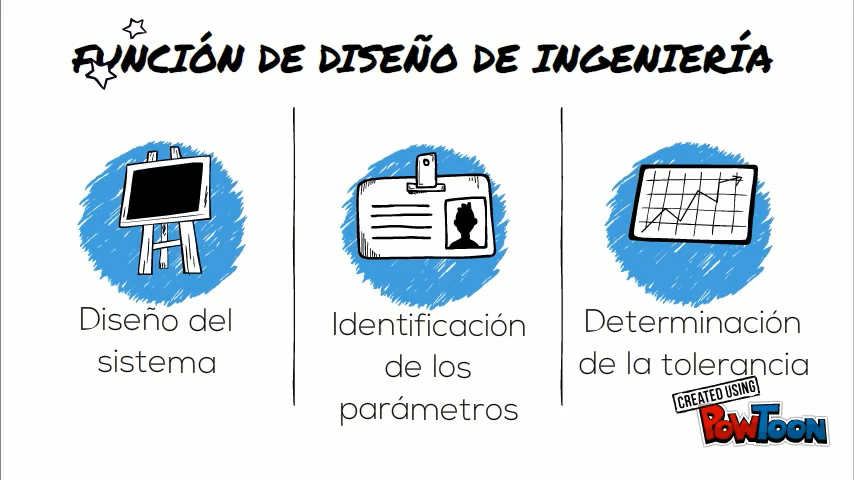 FUNCIÓN DE DISEÑO DE INGENIERÍA
Diseño del
sistema
Identificación
de los
parámetros
Determinación
de la tolerancia
CREATED USING
POWTOON